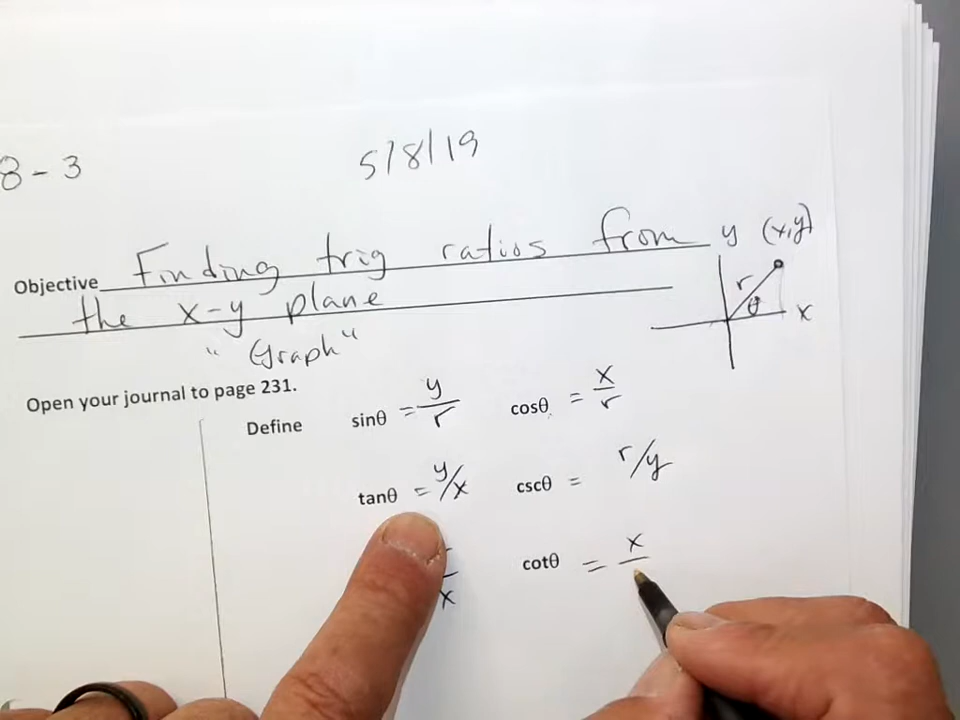 8-3 5/8/19
Objective Finding trig ratios from
the x-y plane
"Graph"
y (x,y)
r
θ x
Open your journal to page 231.
Define sinθ = y/r cosθ = x/r
tanθ = y/x cscθ = r/y
x cotθ = x